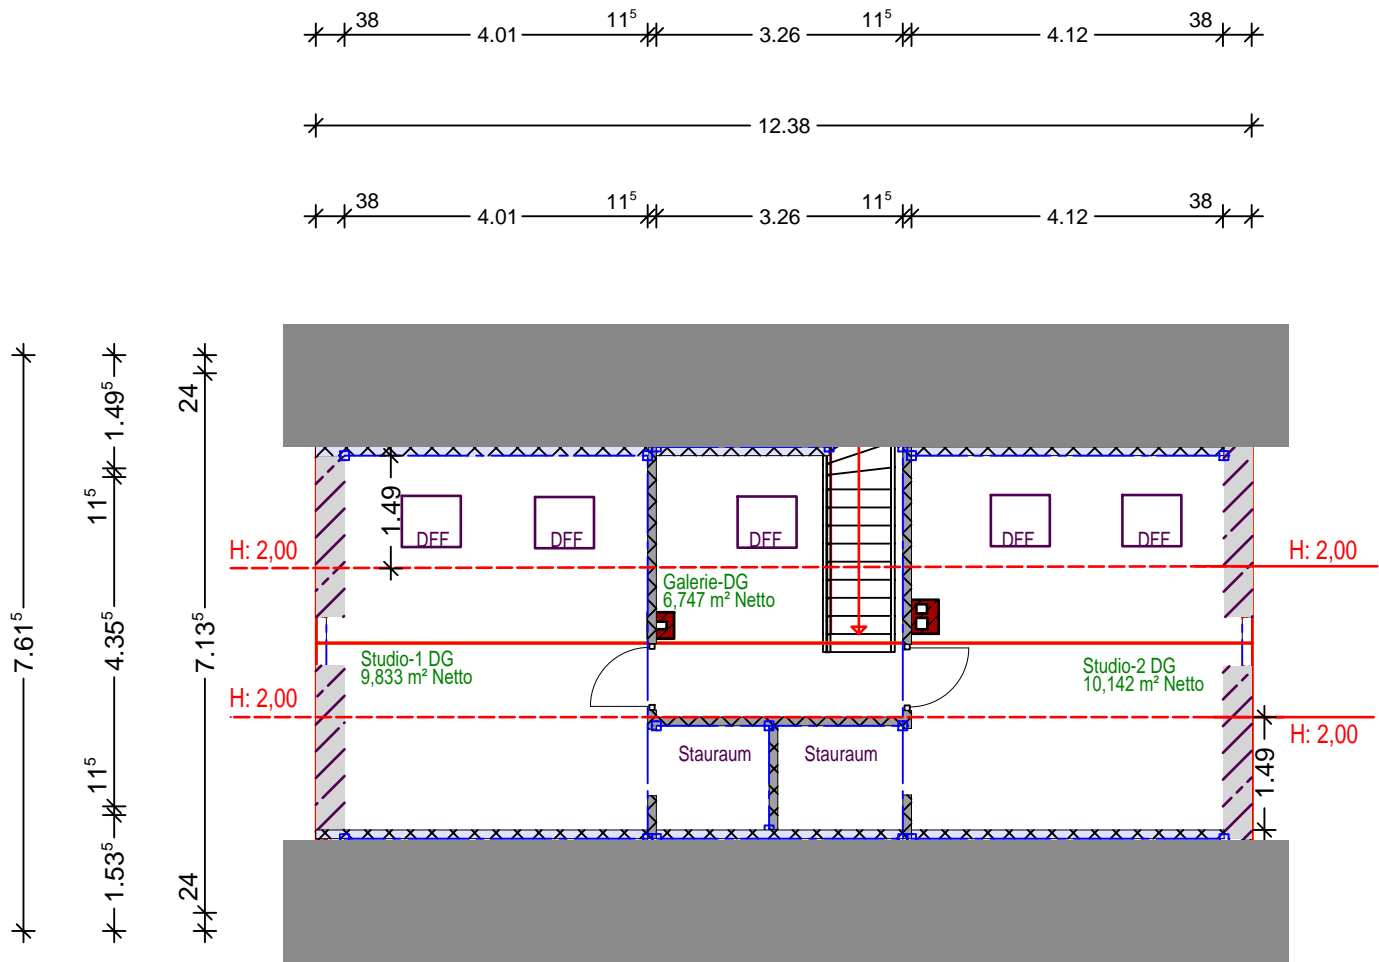 38 4.01 11⁵ 3.26 11⁵ 4.12 38
12.38
38 4.01 11⁵ 3.26 11⁵ 4.12 38
7.61⁵
1.49⁵
11⁵
4.35⁵
11⁵
1.53⁵
24
7.13⁵
24
1.49
DFF DFF DFF DFF DFF
H: 2,00 H: 2,00
Galerie-DG
6,747 m² Netto
Studio-1 DG
9,833 m² Netto
Studio-2 DG
10,142 m² Netto
H: 2,00 H: 2,00
Stauraum Stauraum
1.49